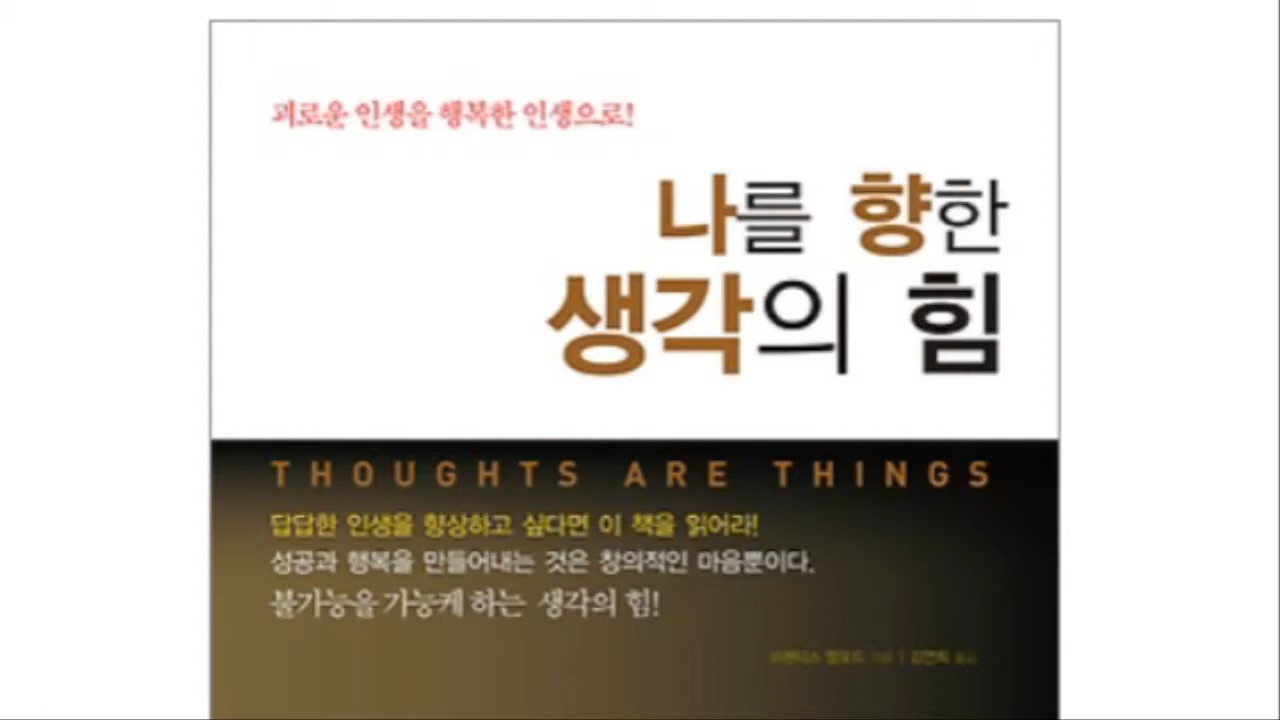 괴로운 인생을 행복한 인생으로!
나를 향한
생각의 힘
THOUGHTS ARE THINGS
답답한 인생을 향상하고 싶다면 이 책을 읽어라!
성공과 행복을 만들어내는 것은 창의적인 마음뿐이다.
불가능을 가능케 하는 생각의 힘!